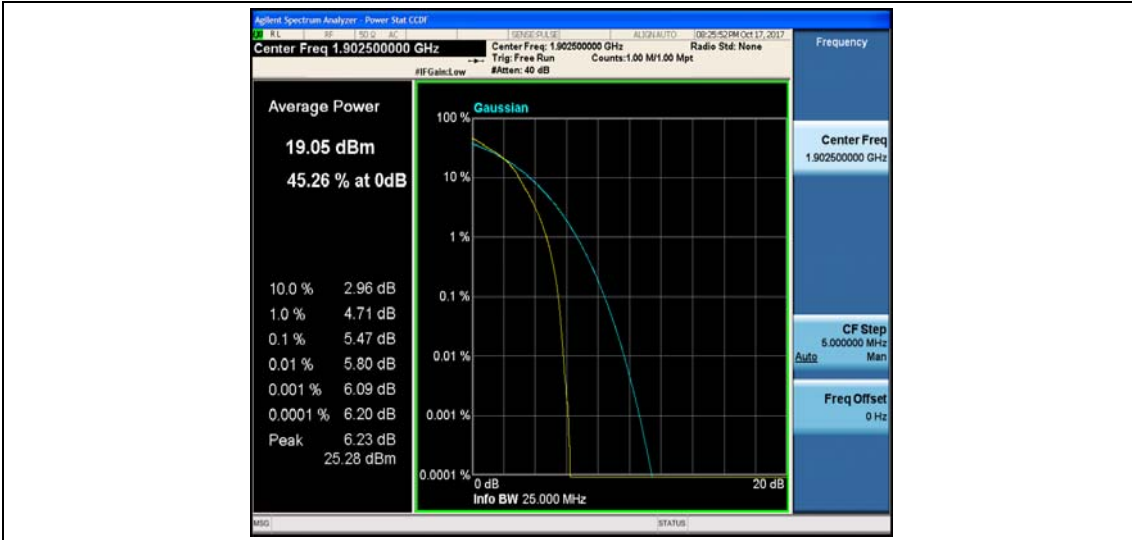 Agilent Spectrum Analyzer - Power Stat CCDF
RL RF 50 Ω AC SENSE:PULSE ALIGNAUTO 08:25:52 PM Oct 17, 2017
Center Freq 1.902500000 GHz
Center Freq: 1.902500000 GHz Radio Std: None
Trig: Free Run Counts:1.00 M/1.00 Mpt
#IFGain:Low #Atten: 40 dB
Frequency
Average Power
19.05 dBm
45.26 % at 0dB
10.0 % 2.96 dB
1.0 % 4.71 dB
0.1 % 5.47 dB
0.01 % 5.80 dB
0.001 % 6.09 dB
0.0001 % 6.20 dB
Peak 6.23 dB
25.28 dBm
Gaussian
100 %
10 %
1 %
0.1 %
0.01 %
0.001 %
0.0001 %
0 dB 20 dB
Info BW 25.000 MHz
Center Freq
1.902500000 GHz
CF Step
5.000000 MHz
Auto Man
Freq Offset
0 Hz
MSG STATUS